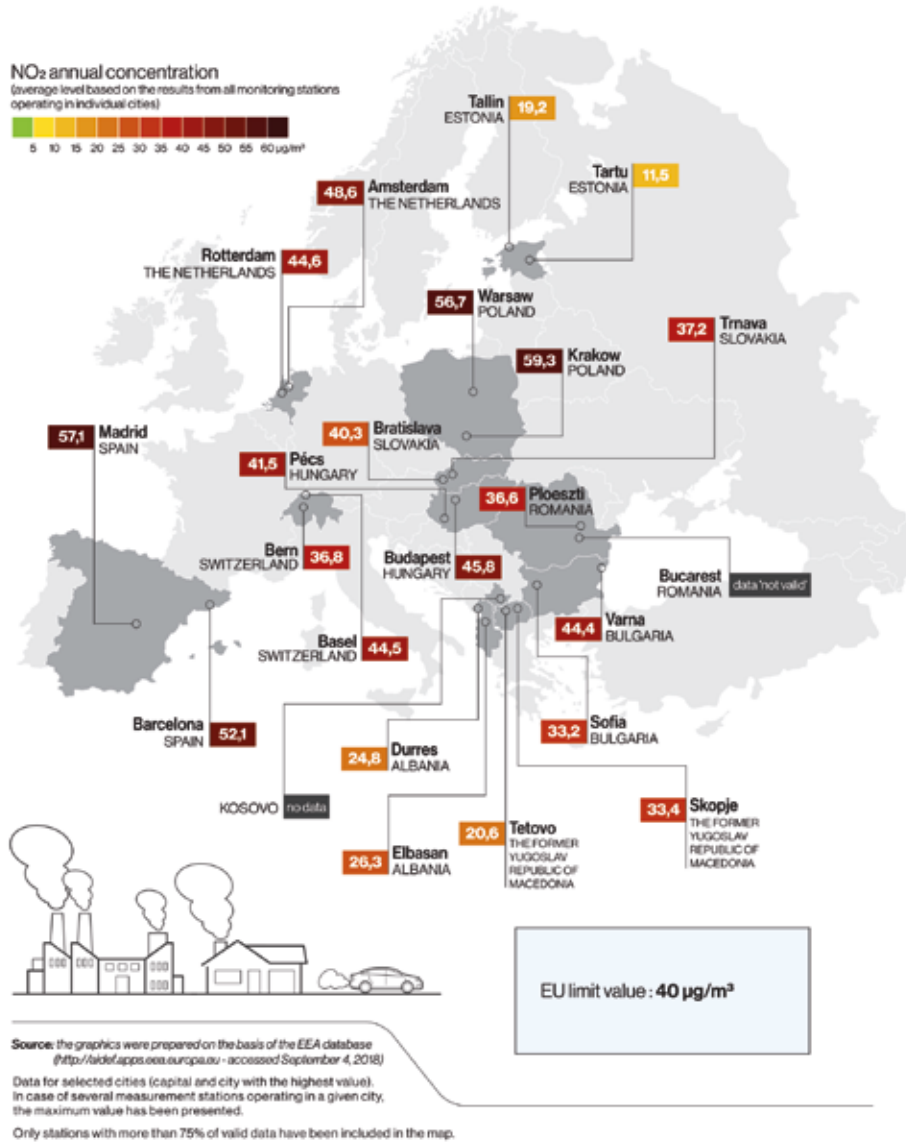 NO₂ annual concentration
(average level based on the results from all monitoring stations
operating in individual cities)
5 10 15 20 25 30 35 40 45 50 55 60 µg/m³
Tallin
ESTONIA
19,2
Tartu
ESTONIA
11,5
48,6
Amsterdam
THE NETHERLANDS
Rotterdam
THE NETHERLANDS
44,6
56,7
Warsaw
POLAND
37,2
Trnava
SLOVAKIA
59,3
Krakow
POLAND
57,1
Madrid
SPAIN
40,3
Bratislava
SLOVAKIA
41,5
Pécs
HUNGARY
36,6
Ploeszti
ROMANIA
Bern
SWITZERLAND
36,8
Budapest
HUNGARY
45,8
Bucarest
ROMANIA
data 'not valid'
Basel
SWITZERLAND
44,5
44,4
Varna
BULGARIA
Barcelona
SPAIN
52,1
33,2
Sofia
BULGARIA
24,8
Durres
ALBANIA
KOSOVO
no data
33,4
Skopje
THE FORMER
YUGOSLAV
REPUBLIC OF
MACEDONIA
20,6
Tetovo
THE FORMER
YUGOSLAV
REPUBLIC OF
MACEDONIA
26,3
Elbasan
ALBANIA
EU limit value : 40 µg/m³
Source: the graphics were prepared on the basis of the EEA database
(http://aidef.apps.eea.europa.eu - accessed September 4, 2018)
Data for selected cities (capital and city with the highest value).
In case of several measurement stations operating in a given city,
the maximum value has been presented.
Only stations with more than 75% of valid data have been included in the map.